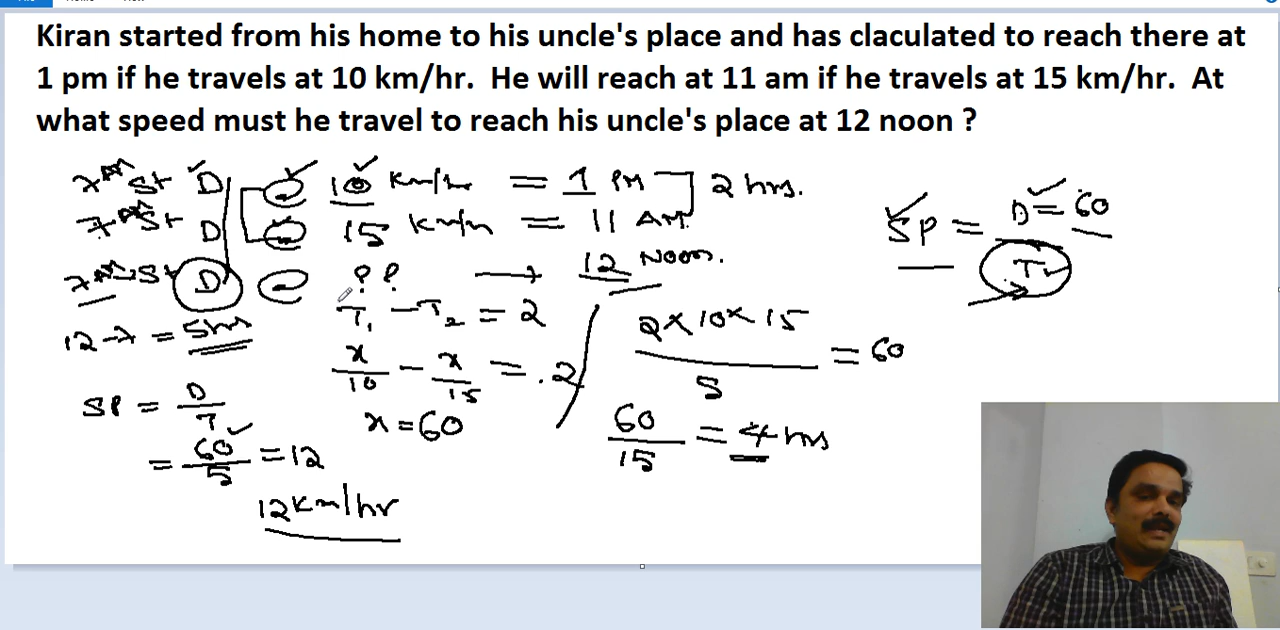 Kiran started from his home to his uncle's place and has claculated to reach there at
1 pm if he travels at 10 km/hr. He will reach at 11 am if he travels at 15 km/hr. At
what speed must he travel to reach his uncle's place at 12 noon ?
7AM St D 10 Km/hr = 1 PM 2 hrs.
7AM St D 15 Km/hr = 11 AM
7AM St D ?? → 12 Noon.
SP = D = 60
T
12 - 7 = 5hrs
T₁ - T₂ = 2
x/10 - x/15 = 2
x = 60
2 × 10 × 15 / 5 = 60
60/15 = 4 hrs
SP = D/T
= 60/5 = 12
12 Km/hr